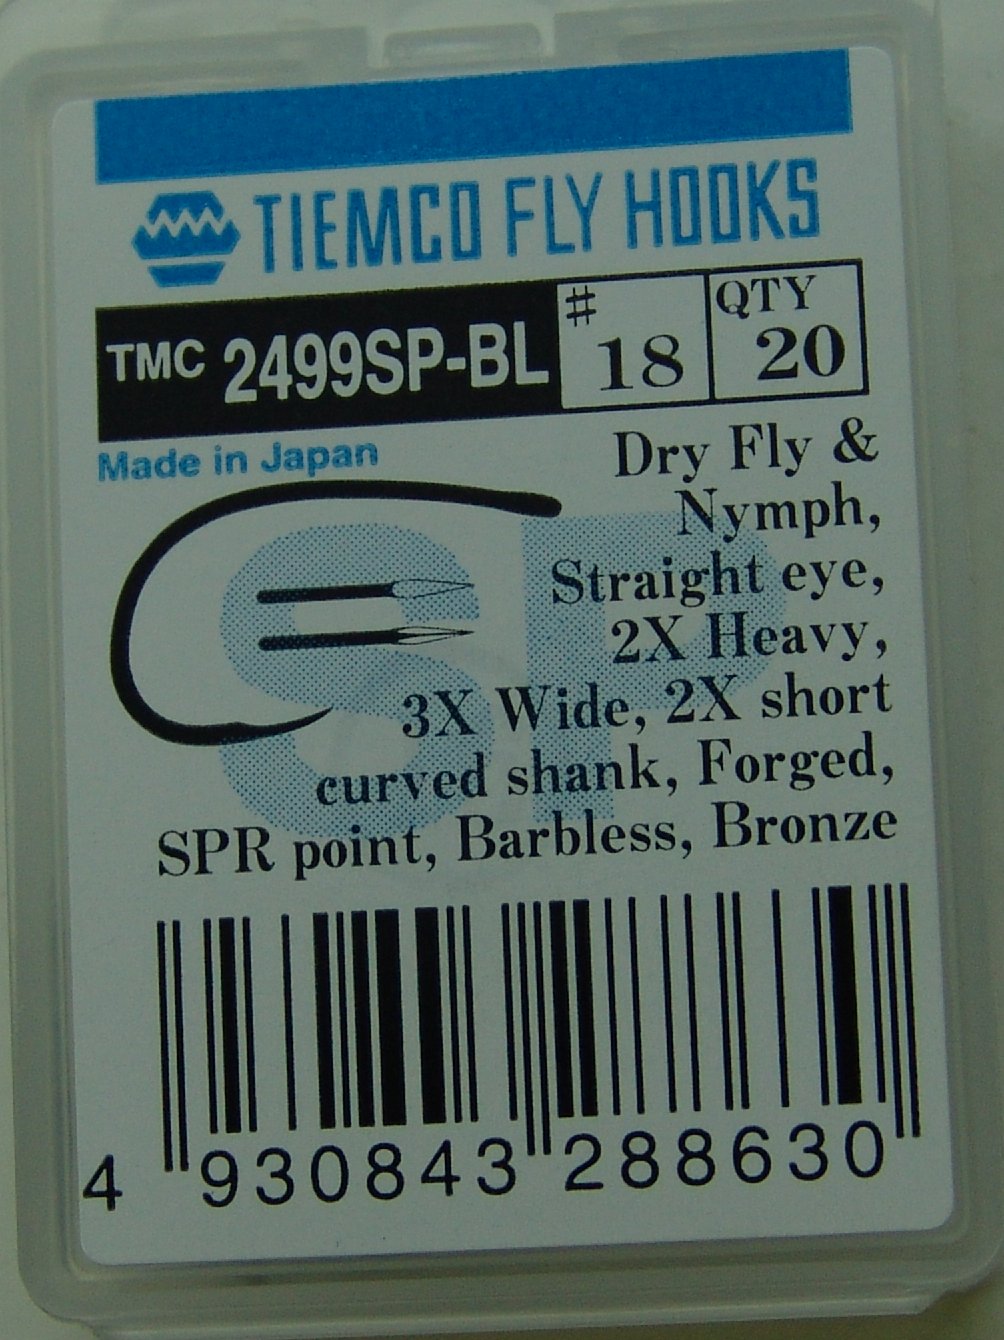 TIEMCO FLY HOOKS
TMC 2499SP-BL # 18 QTY 20
Made in Japan
SP
Dry Fly &
Nymph,
Straight eye,
2X Heavy,
3X Wide, 2X short
curved shank, Forged,
SPR point, Barbless, Bronze
4 930843 288630